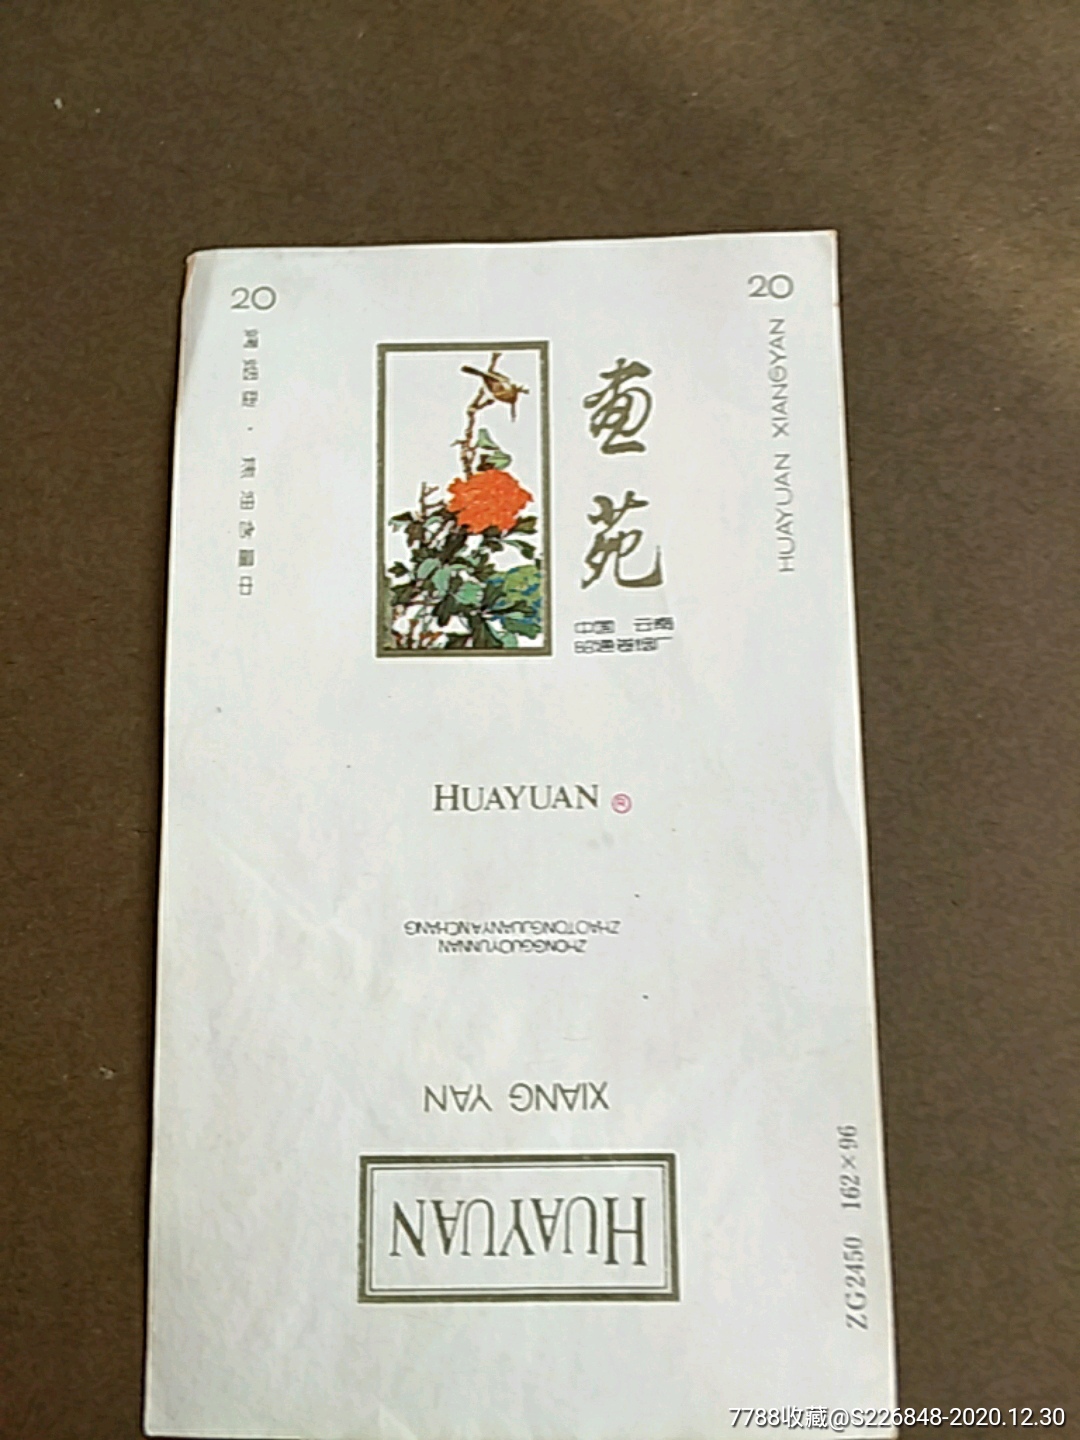 20
20
HUAYUAN XIANGYAN
画苑
中国 云南
昭通卷烟厂
HUAYUAN ®
ZHONGGUOYUNNAN
ZHAOTONGJUANYANCHANG
XIANG YAN
HUAYUAN
ZG2450 162×96
7788收藏@S226848-2020.12.30